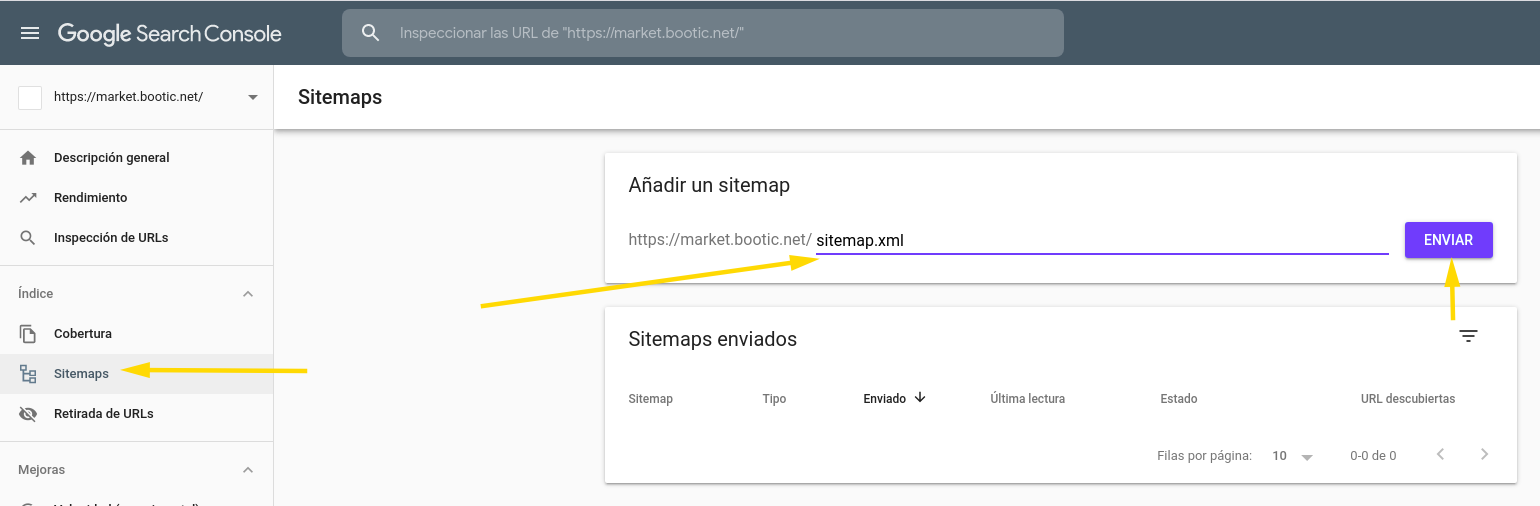 Google Search Console
Inspeccionar las URL de "https://market.bootic.net/"
https://market.bootic.net/
Sitemaps
Descripción general
Rendimiento
Inspección de URLs
Índice
Cobertura
Sitemaps
Retirada de URLs
Mejoras
Añadir un sitemap
https://market.bootic.net/ sitemap.xml
ENVIAR
Sitemaps enviados
Sitemap Tipo Enviado Última lectura Estado URL descubiertas
Filas por página: 10 0-0 de 0